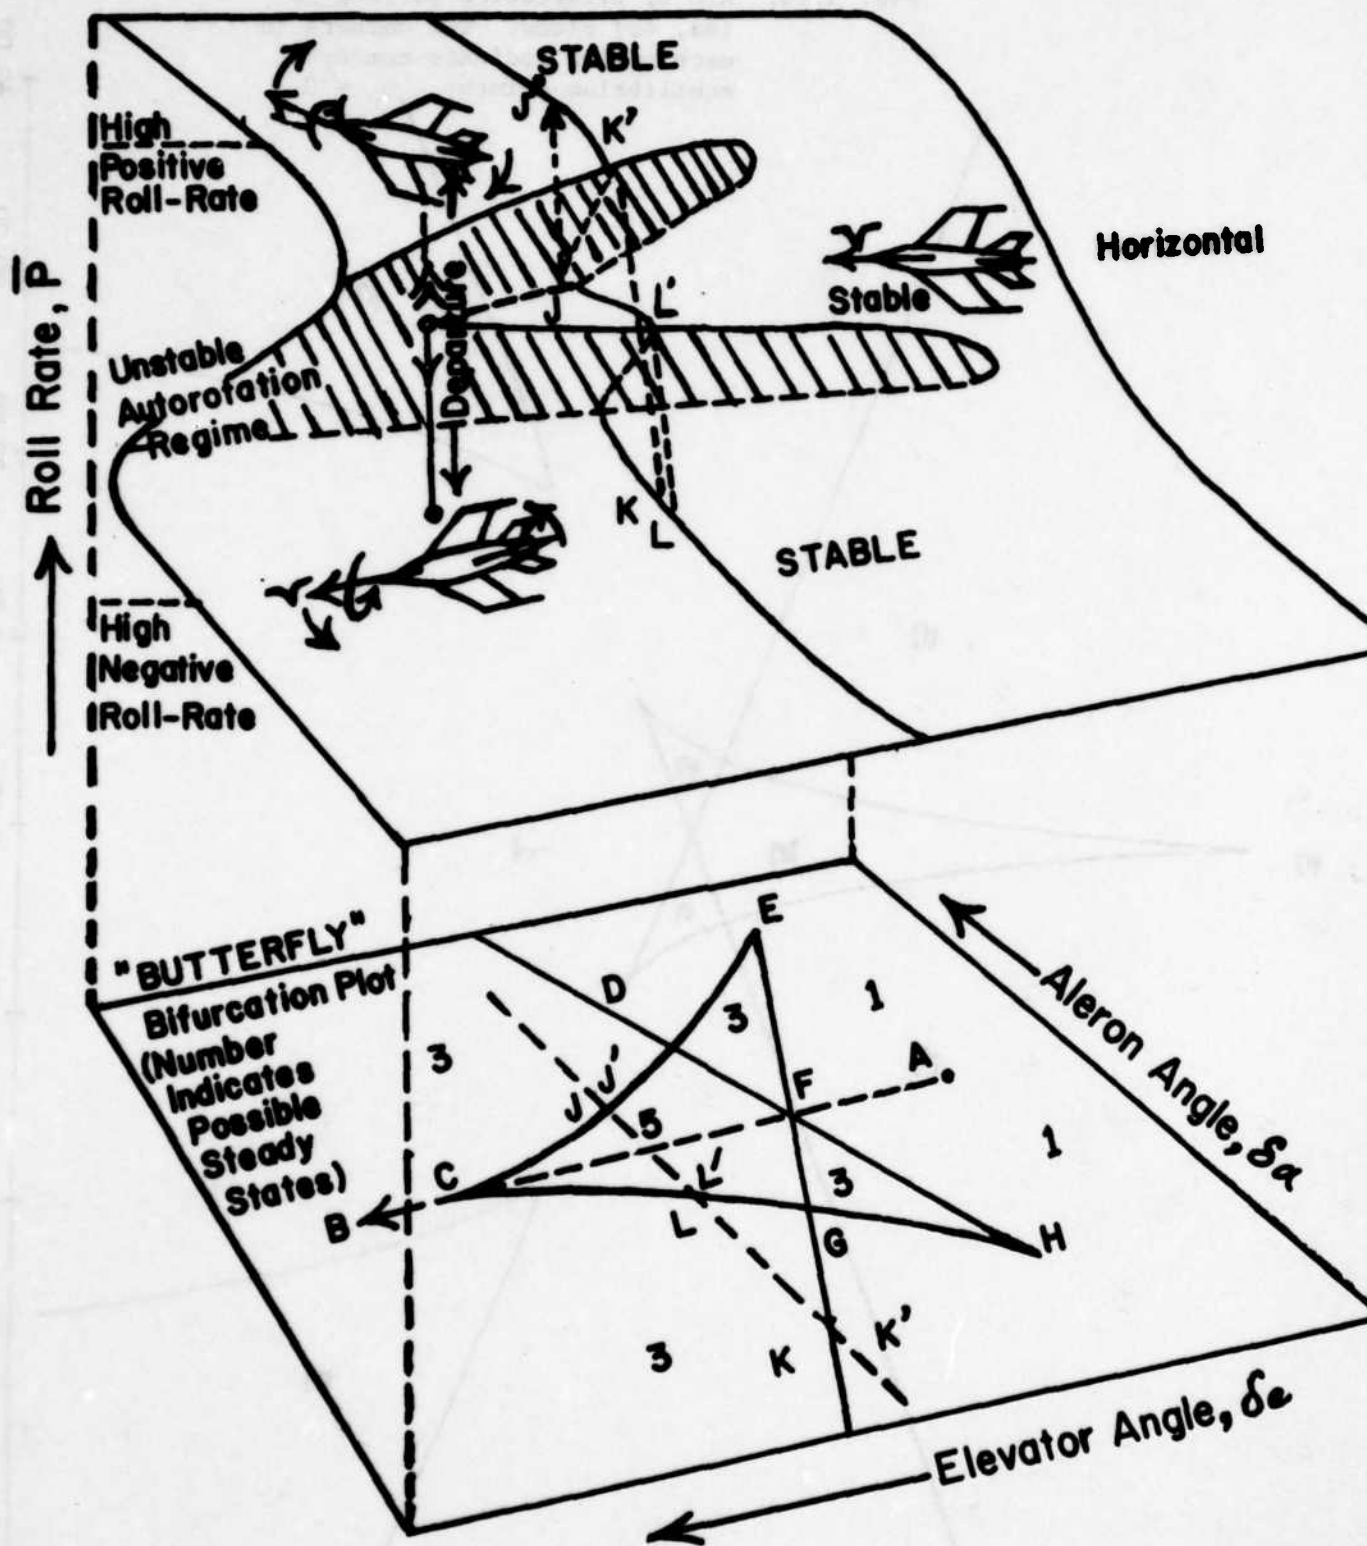 STABLE
J'
K'
High
Positive
Roll-Rate
Roll Rate, P̅
Horizontal
Stable
J
L'
Departure
Unstable
Autorofation
Regime
K
L
STABLE
High
Negative
Roll-Rate
"BUTTERFLY"
Bifurcation Plot
(Number
Indicates
Possible
Steady
States)
E
D
3
1
A
3
J'
J
F
5
1
C
L'
3
B
L
G
H
3
K
K'
Aleron Angle, δa
Elevator Angle, δe